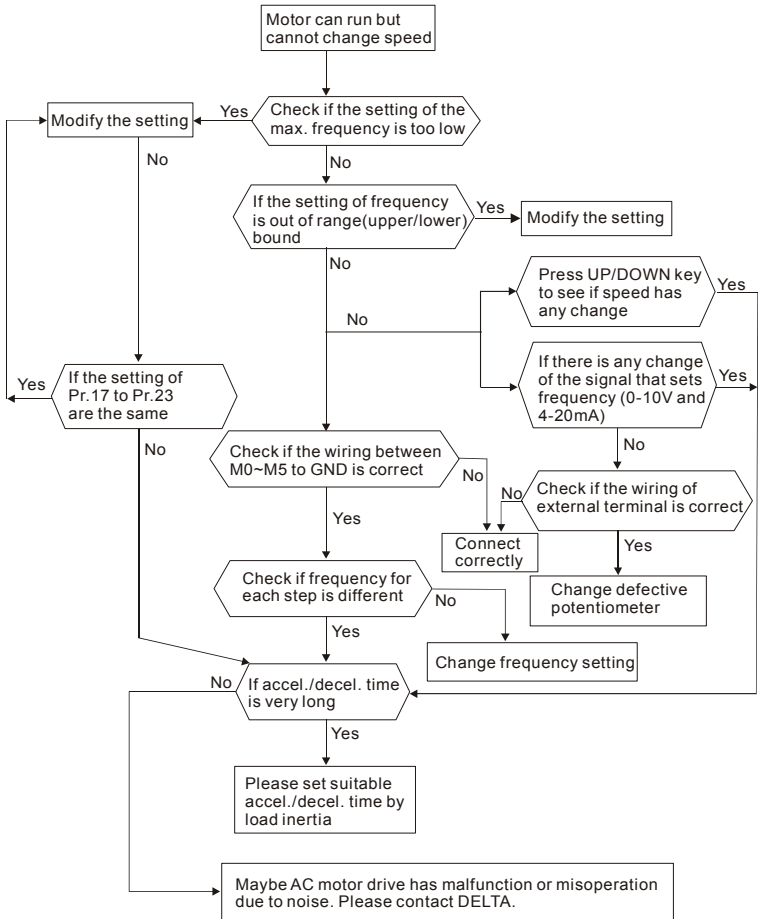 Motor can run but
cannot change speed
Yes
Check if the setting of the
max. frequency is too low
Modify the setting
No
No
If the setting of frequency
is out of range(upper/lower)
bound
Yes
Modify the setting
No
Press UP/DOWN key
to see if speed has
any change
Yes
No
If there is any change
of the signal that sets
frequency (0-10V and
4-20mA)
Yes
Yes
If the setting of
Pr.17 to Pr.23
are the same
No
Check if the wiring between
M0~M5 to GND is correct
No
No
No
Check if the wiring of
external terminal is correct
Yes
Connect
correctly
Yes
Change defective
potentiometer
Check if frequency for
each step is different
No
Yes
Change frequency setting
No
If accel./decel. time
is very long
Yes
Please set suitable
accel./decel. time by
load inertia
Maybe AC motor drive has malfunction or misoperation
due to noise. Please contact DELTA.